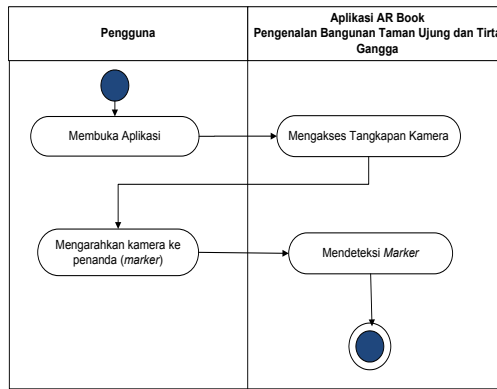 Pengguna
Aplikasi AR Book
Pengenalan Bangunan Taman Ujung dan Tirta
Gangga
Membuka Aplikasi
Mengakses Tangkapan Kamera
Mengarahkan kamera ke
penanda (marker)
Mendeteksi Marker